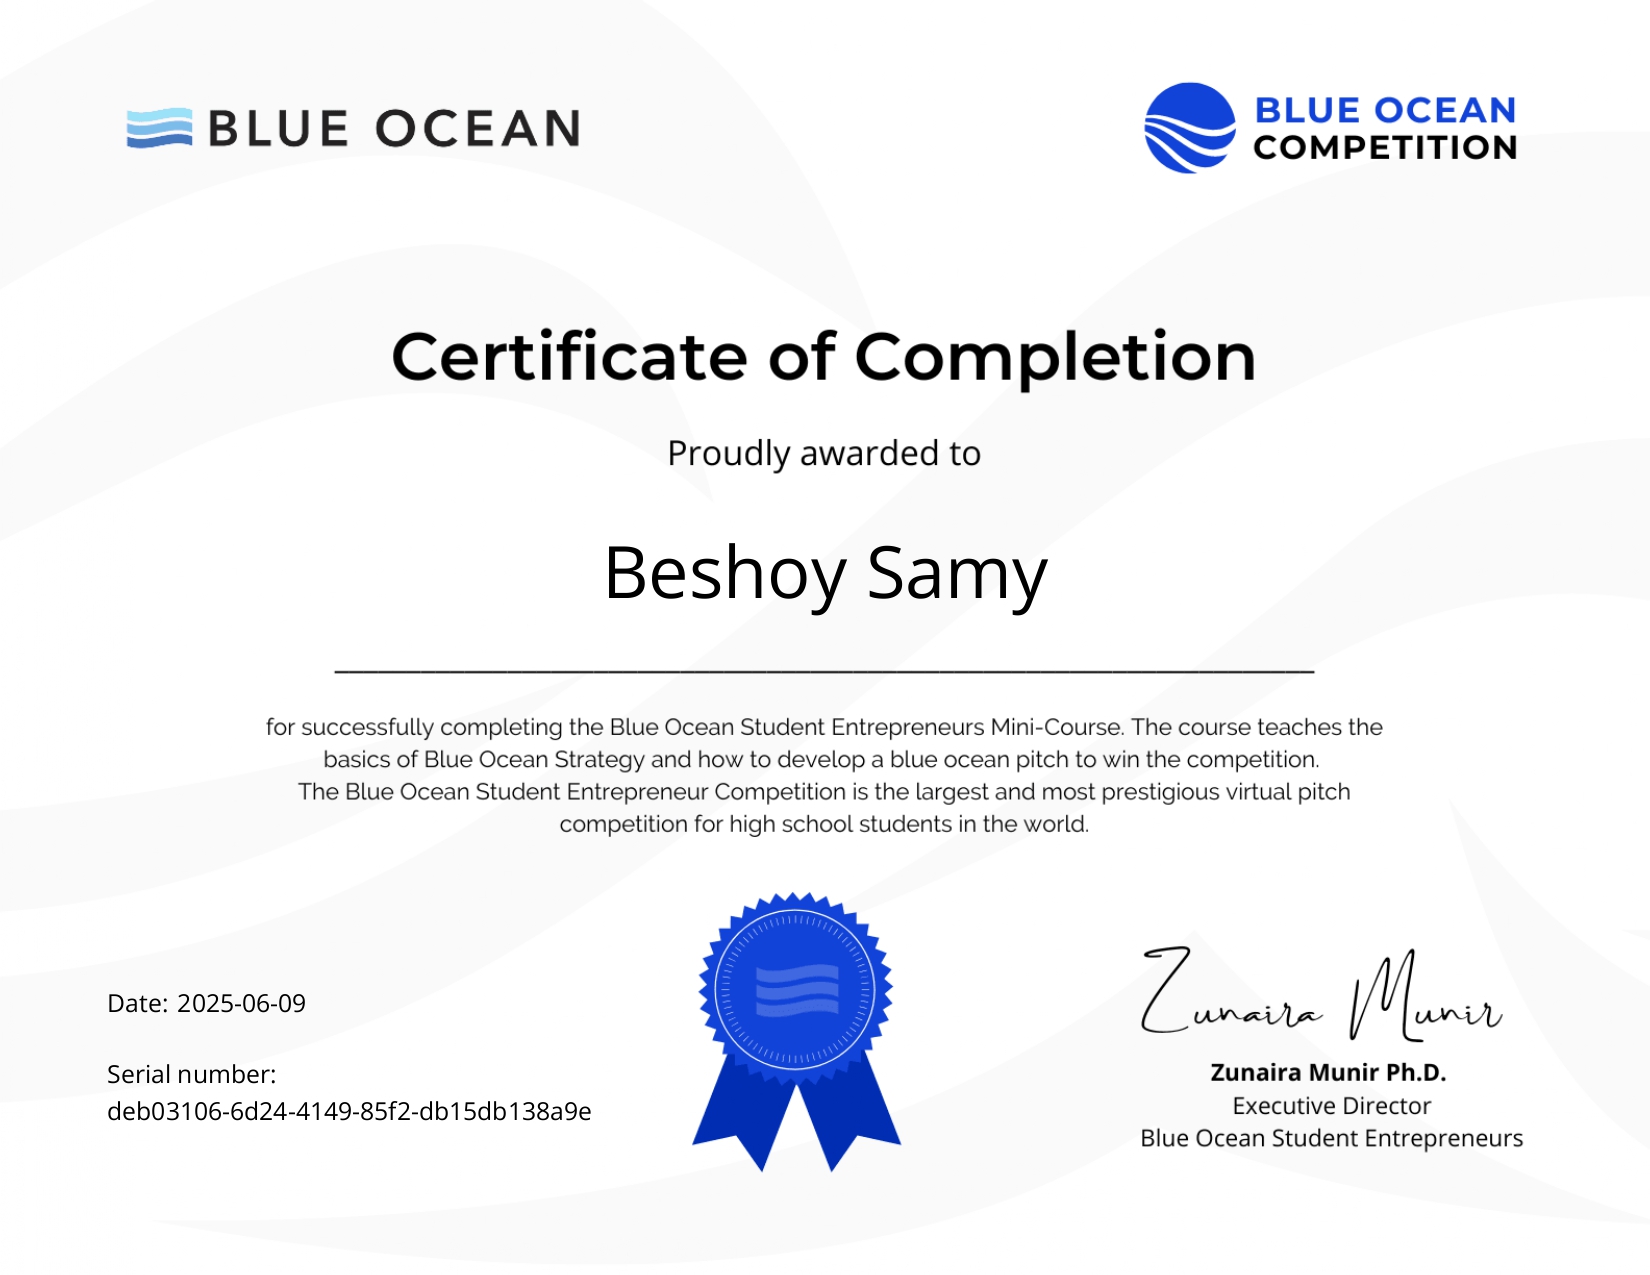 BLUE OCEAN
BLUE OCEAN
COMPETITION
Certificate of Completion
Proudly awarded to
Beshoy Samy
for successfully completing the Blue Ocean Student Entrepreneurs Mini-Course. The course teaches the
basics of Blue Ocean Strategy and how to develop a blue ocean pitch to win the competition.
The Blue Ocean Student Entrepreneur Competition is the largest and most prestigious virtual pitch
competition for high school students in the world.
Date: 2025-06-09
Serial number:
deb03106-6d24-4149-85f2-db15db138a9e
Zunaira Munir
Zunaira Munir Ph.D.
Executive Director
Blue Ocean Student Entrepreneurs